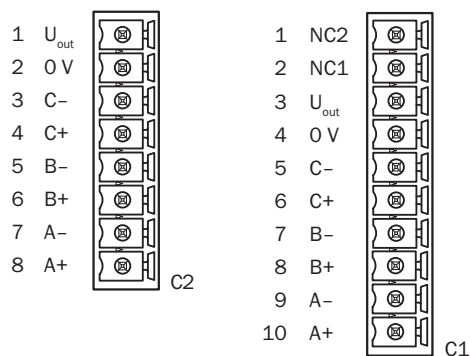 1 U_out
2 0 V
3 C–
4 C+
5 B–
6 B+
7 A–
8 A+
C2
1 NC2
2 NC1
3 U_out
4 0 V
5 C–
6 C+
7 B–
8 B+
9 A–
10 A+
C1